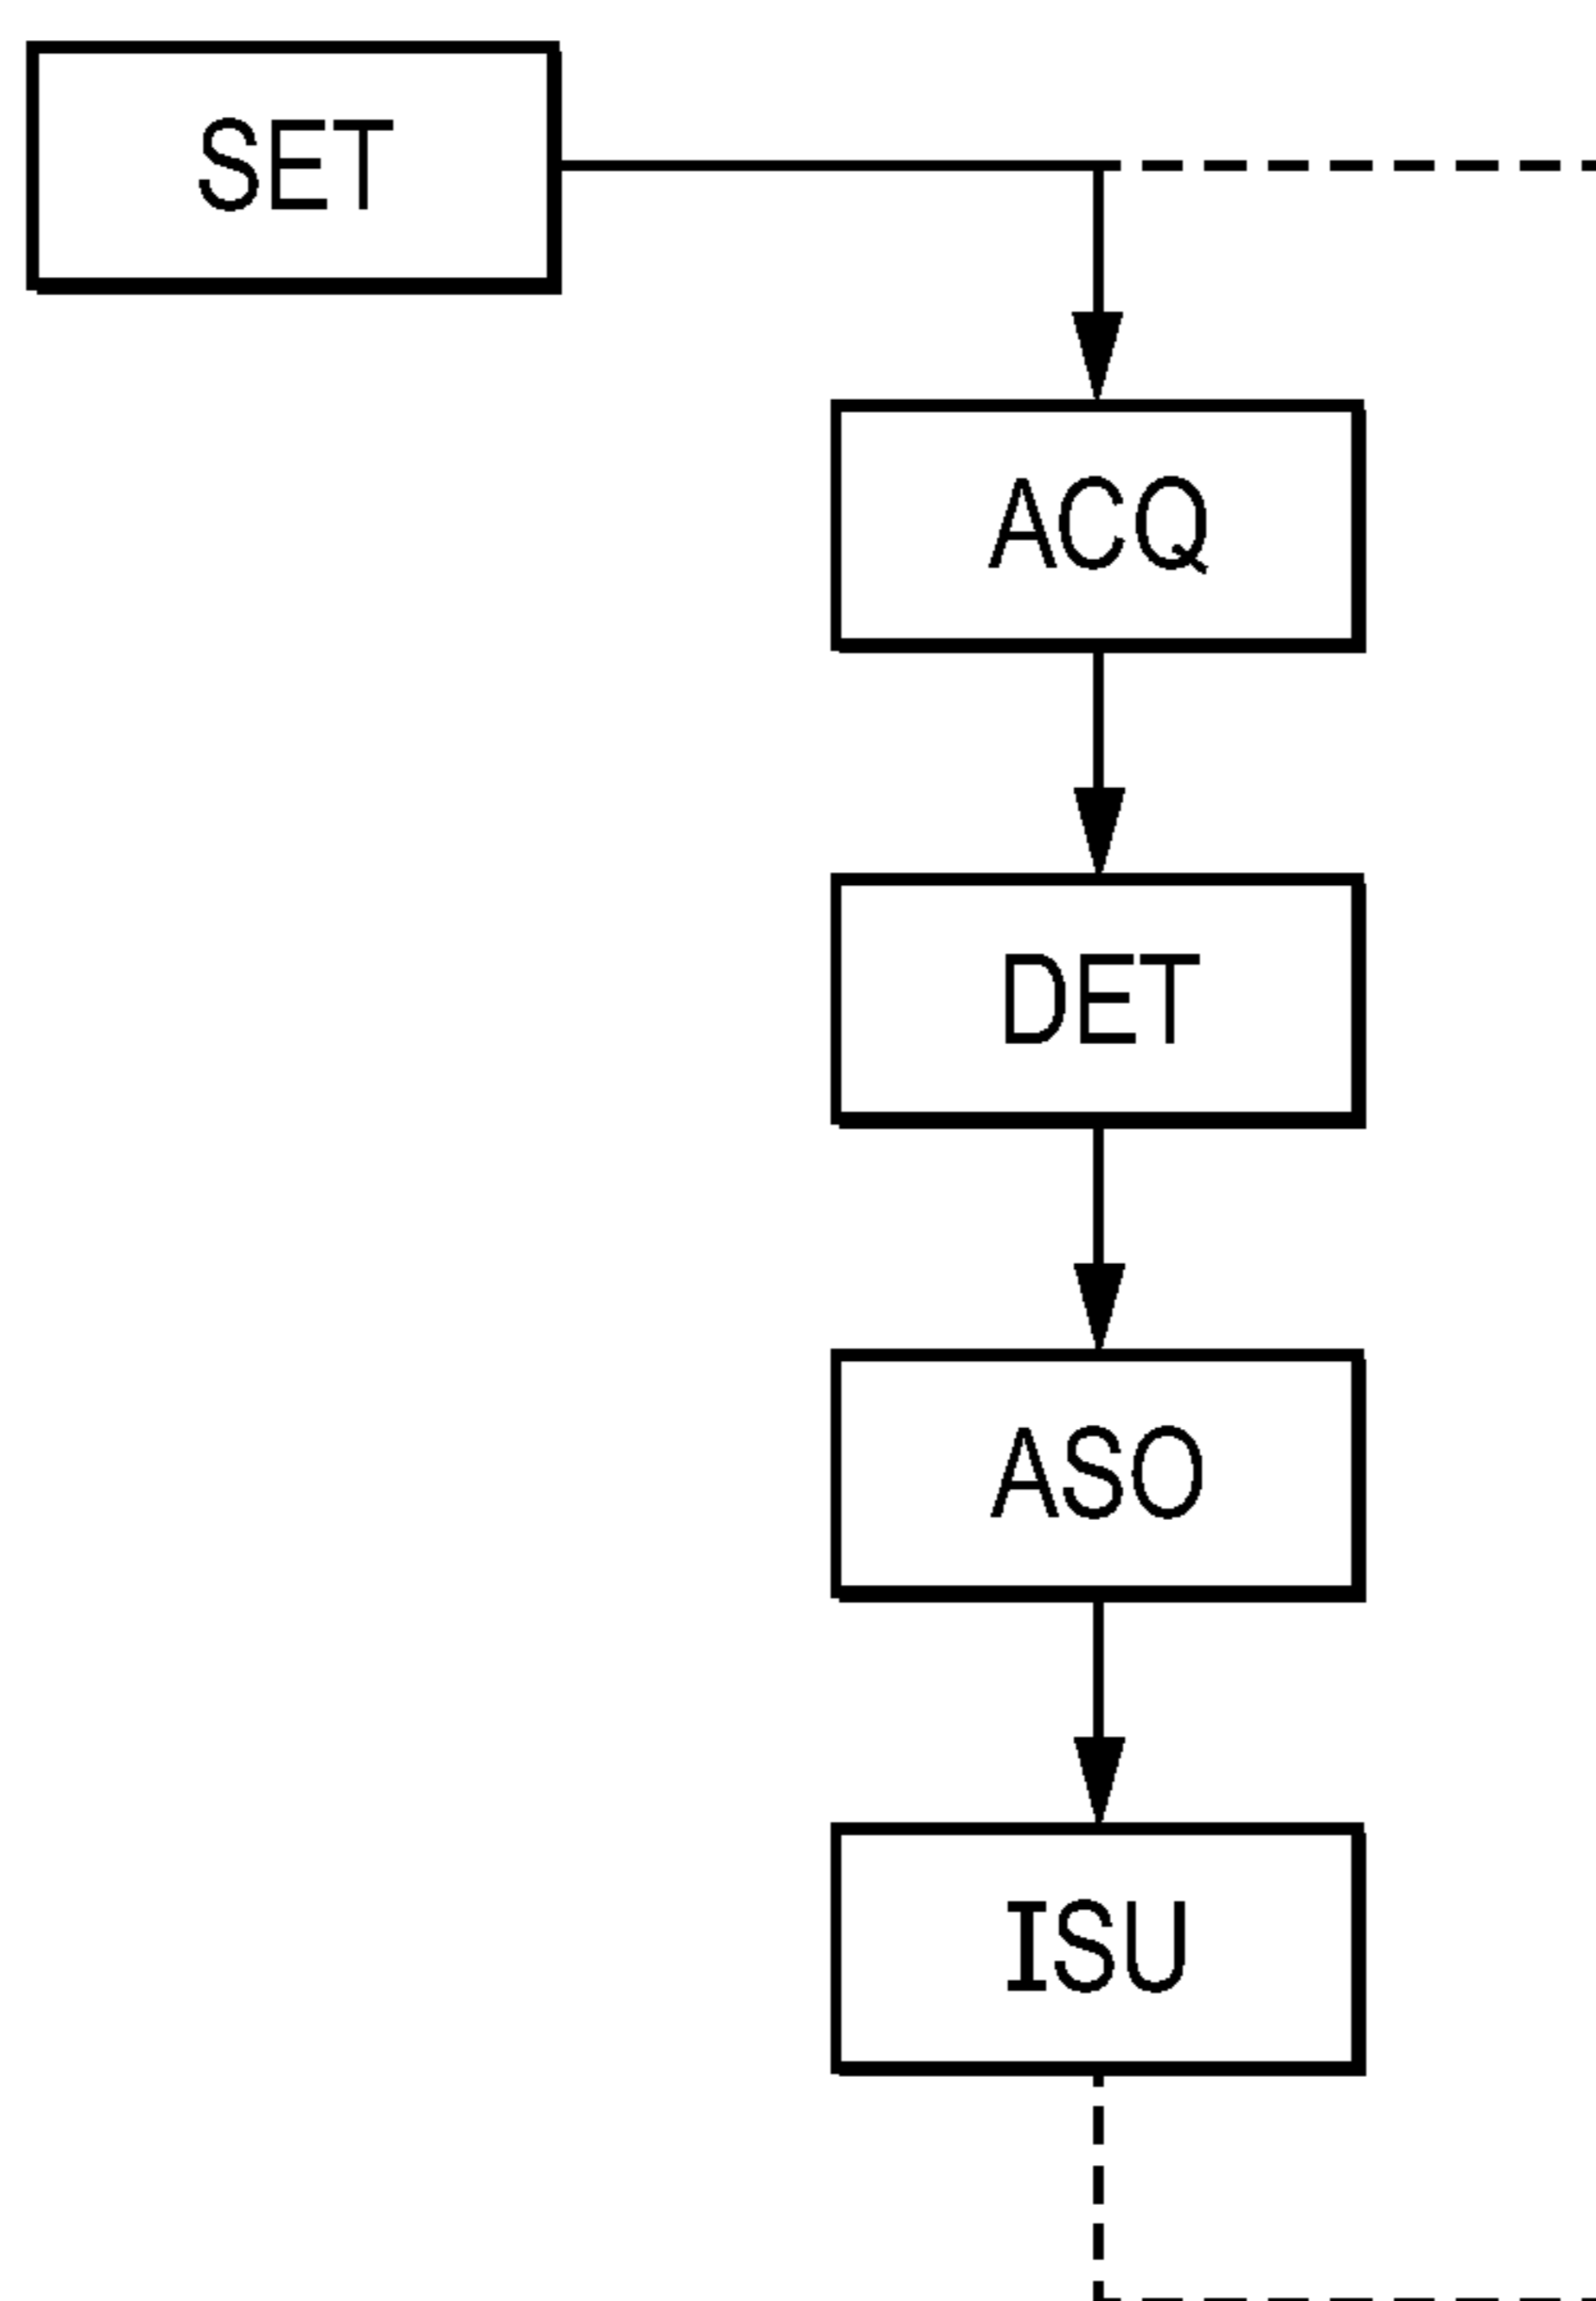 SET
ACQ
DET
ASO
ISU